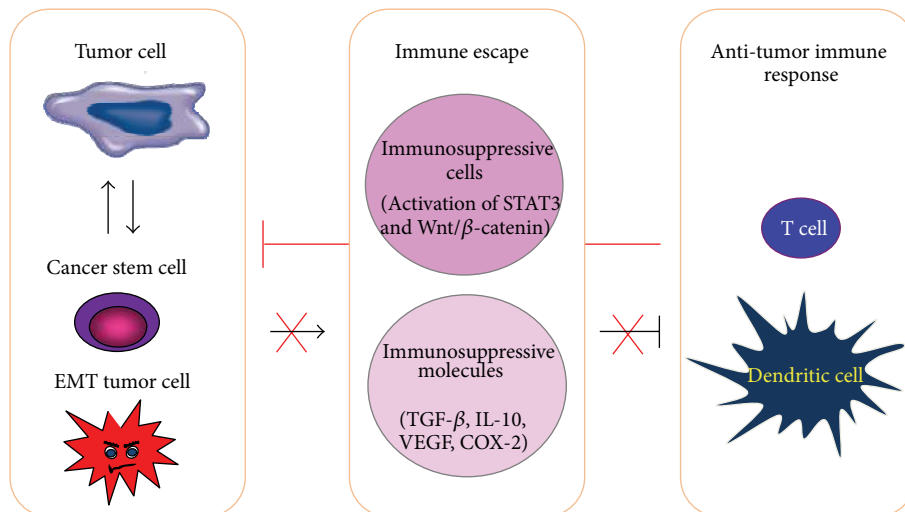 Tumor cell
Cancer stem cell
EMT tumor cell
Immune escape
Immunosuppressive
cells
(Activation of STAT3
and Wnt/β-catenin)
Immunosuppressive
molecules
(TGF-β, IL-10,
VEGF, COX-2)
Anti-tumor immune
response
T cell
Dendritic cell